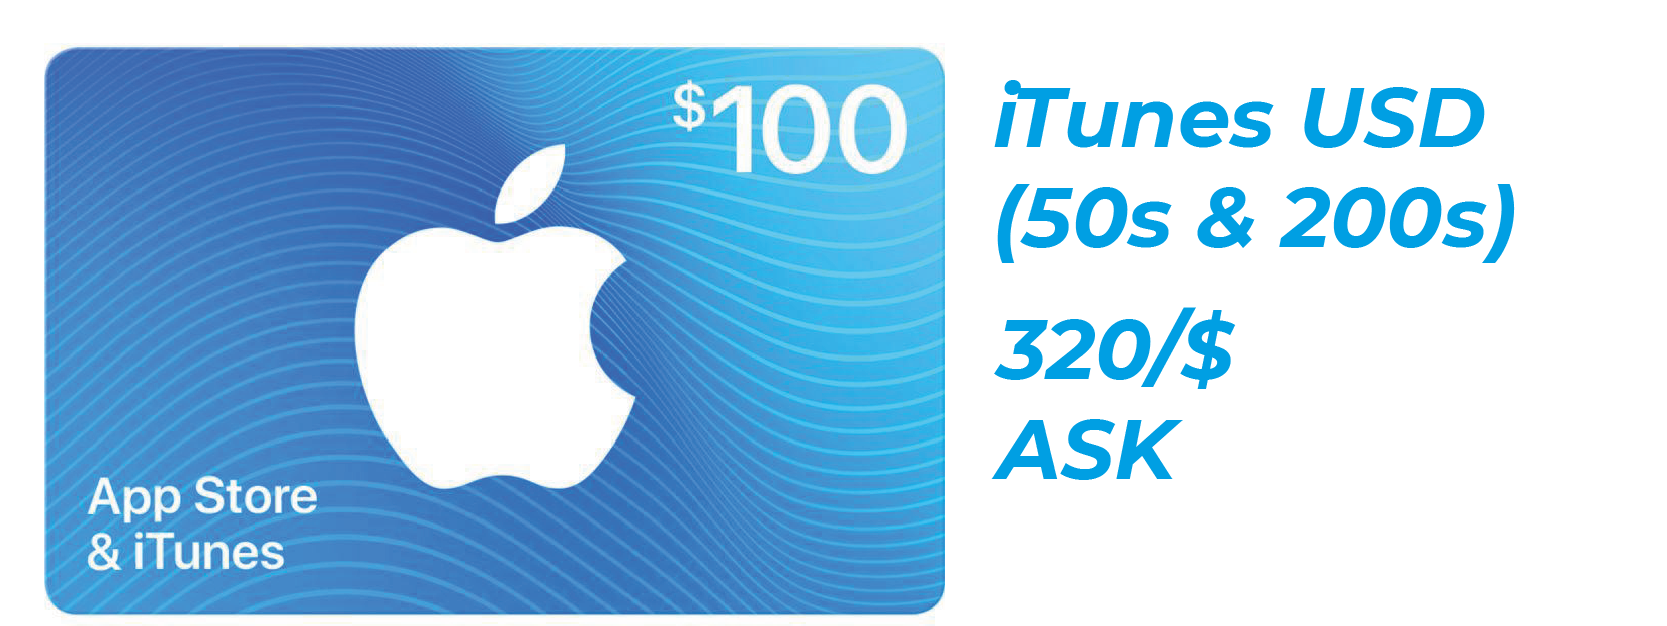 $100
App Store
& iTunes
iTunes USD
(50s & 200s)
320/$
ASK